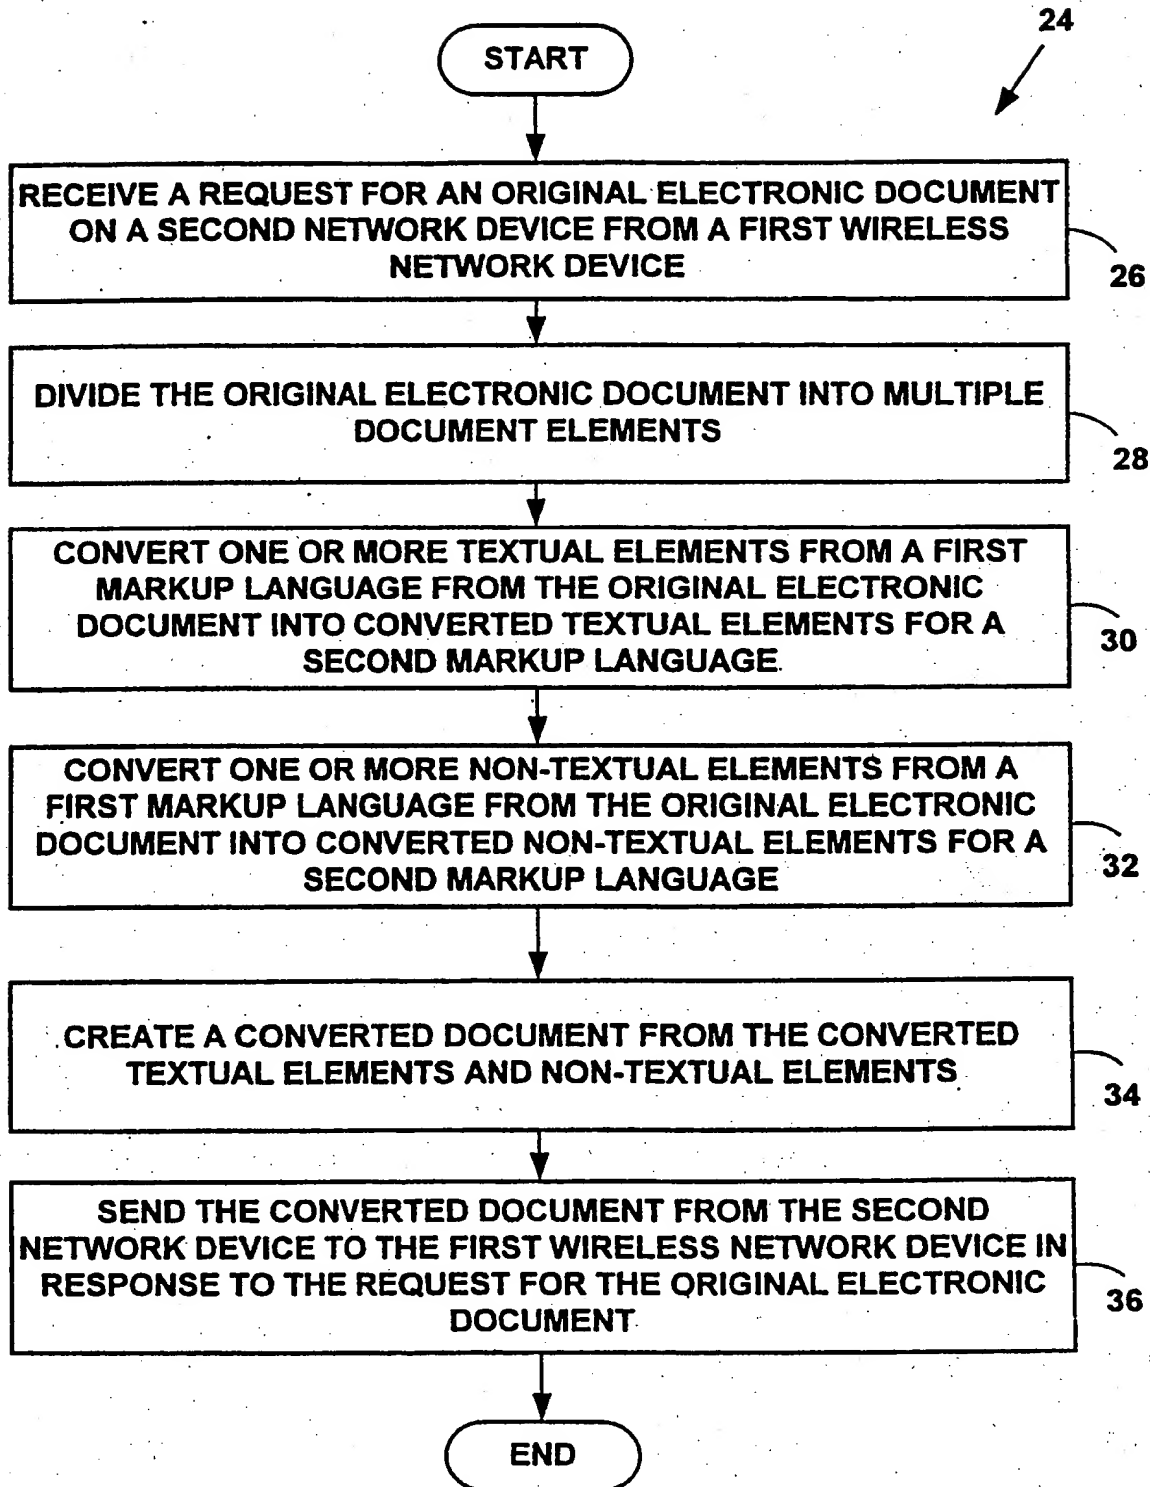 24
START
RECEIVE A REQUEST FOR AN ORIGINAL ELECTRONIC DOCUMENT
ON A SECOND NETWORK DEVICE FROM A FIRST WIRELESS
NETWORK DEVICE
26
DIVIDE THE ORIGINAL ELECTRONIC DOCUMENT INTO MULTIPLE
DOCUMENT ELEMENTS
28
CONVERT ONE OR MORE TEXTUAL ELEMENTS FROM A FIRST
MARKUP LANGUAGE FROM THE ORIGINAL ELECTRONIC
DOCUMENT INTO CONVERTED TEXTUAL ELEMENTS FOR A
SECOND MARKUP LANGUAGE
30
CONVERT ONE OR MORE NON-TEXTUAL ELEMENTS FROM A
FIRST MARKUP LANGUAGE FROM THE ORIGINAL ELECTRONIC
DOCUMENT INTO CONVERTED NON-TEXTUAL ELEMENTS FOR A
SECOND MARKUP LANGUAGE
32
CREATE A CONVERTED DOCUMENT FROM THE CONVERTED
TEXTUAL ELEMENTS AND NON-TEXTUAL ELEMENTS
34
SEND THE CONVERTED DOCUMENT FROM THE SECOND
NETWORK DEVICE TO THE FIRST WIRELESS NETWORK DEVICE IN
RESPONSE TO THE REQUEST FOR THE ORIGINAL ELECTRONIC
DOCUMENT
36
END